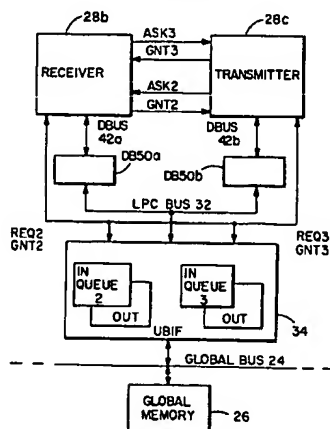 28b
28c
ASK3
GNT3
RECEIVER
TRANSMITTER
ASK2
GNT2
DBUS
42a
DBUS
42b
DB50a
DB50b
LPC BUS 32
REQ2
GNT2
REQ3
GNT3
IN
QUEUE
2
OUT
IN
QUEUE
3
OUT
34
UBIF
GLOBAL BUS 24
GLOBAL
MEMORY
26